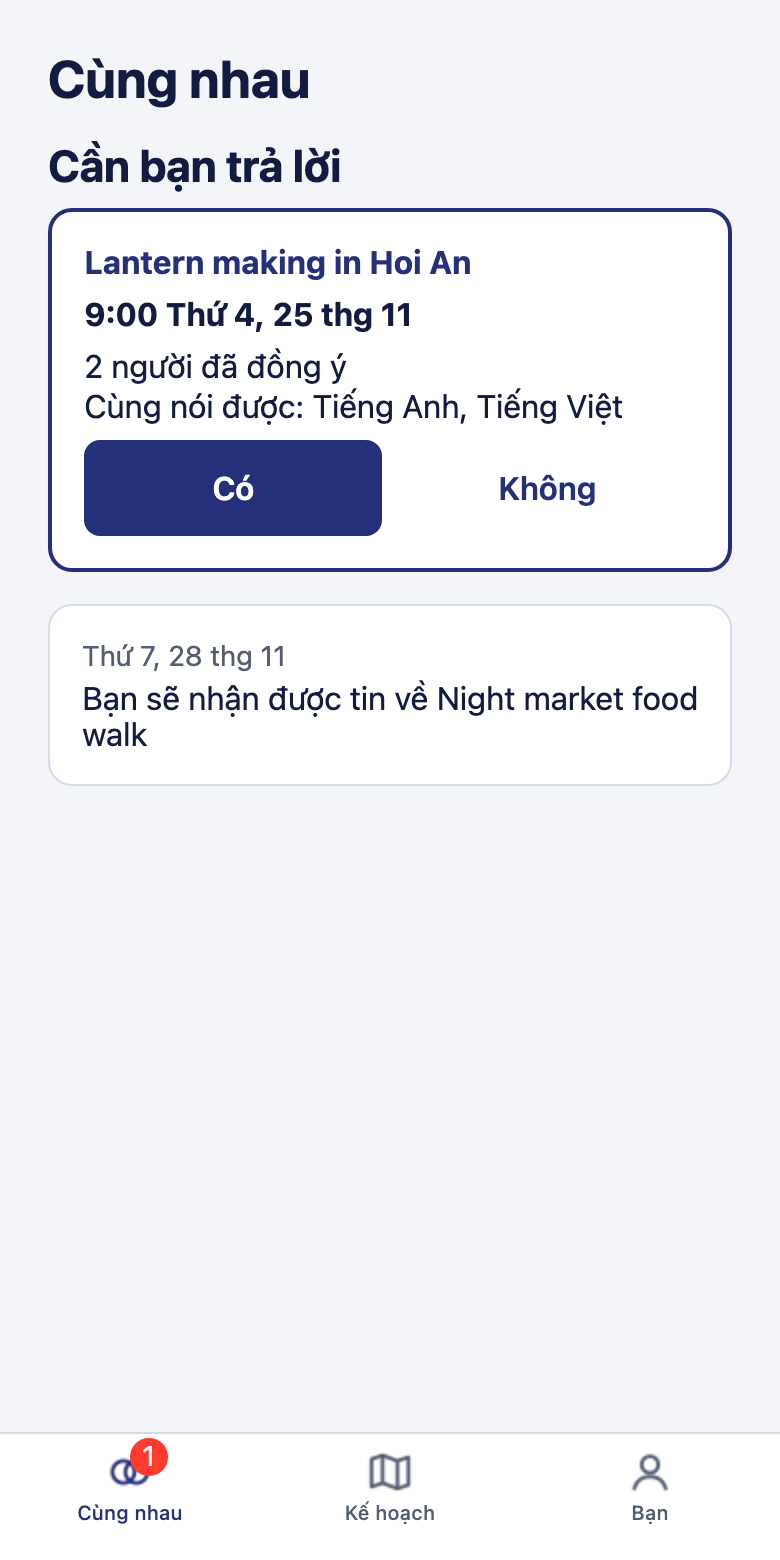 Cùng nhau
Cần bạn trả lời
Lantern making in Hoi An
9:00 Thứ 4, 25 thg 11
2 người đã đồng ý
Cùng nói được: Tiếng Anh, Tiếng Việt
Có
Không
Thứ 7, 28 thg 11
Bạn sẽ nhận được tin về Night market food
walk
1
Cùng nhau
Kế hoạch
Bạn